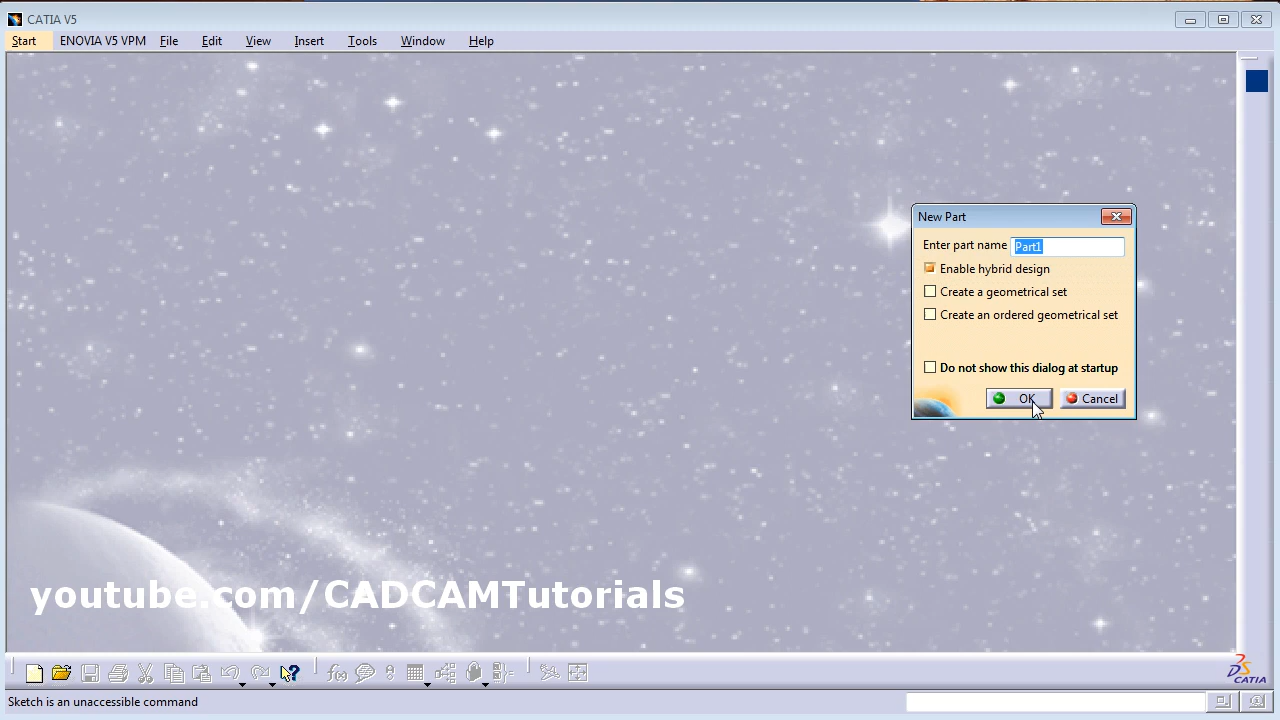 CATIA V5
Start ENOVIA V5 VPM File Edit View Insert Tools Window Help
New Part
Enter part name Part1
Enable hybrid design
Create a geometrical set
Create an ordered geometrical set
Do not show this dialog at startup
OK Cancel
youtube.com/CADCAMTutorials
f(x)
CATIA
Sketch is an unaccessible command